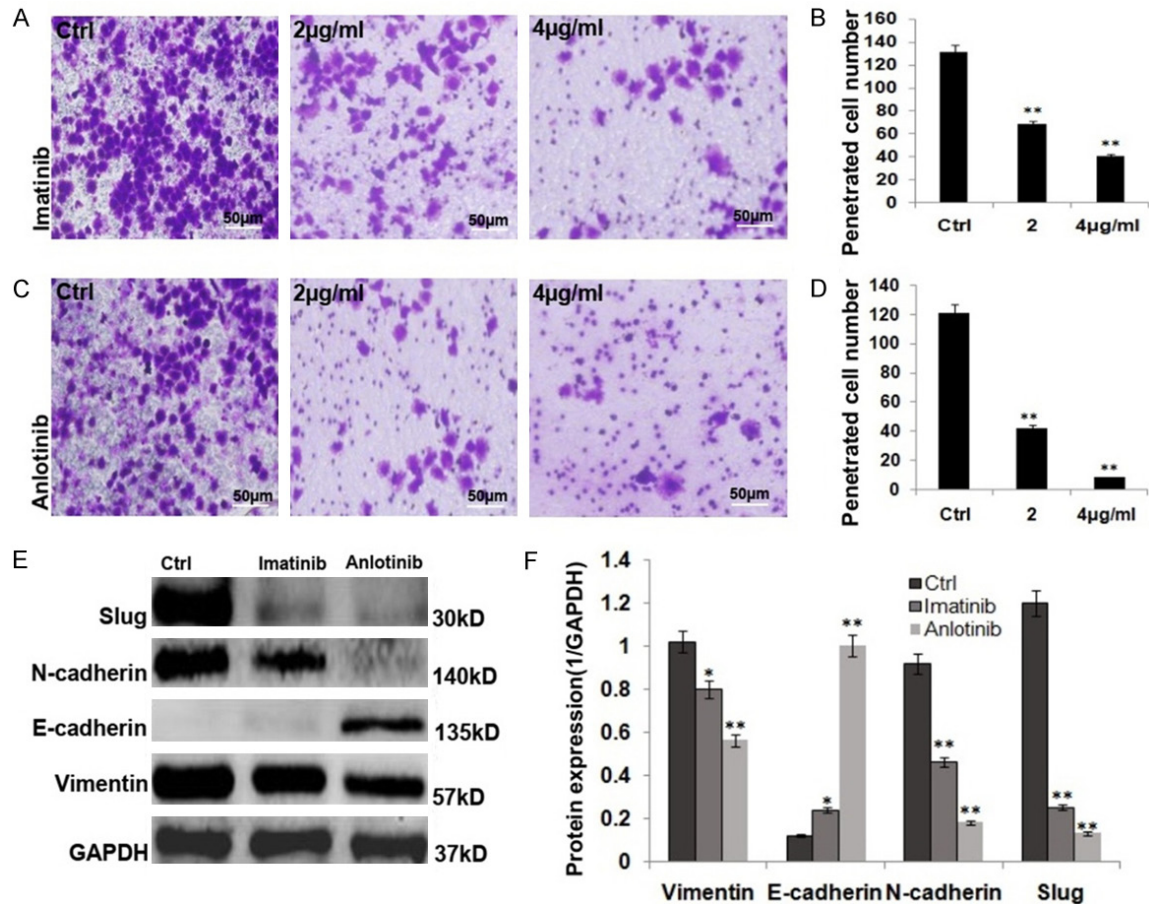 A
Ctrl
2µg/ml
4µg/ml
Imatinib
50µm
50µm
50µm
B
Penetrated cell number
160
140
120
100
80
60
40
20
0
**
**
Ctrl
2
4µg/ml
C
Ctrl
2µg/ml
4µg/ml
Anlotinib
50µm
50µm
50µm
D
Penetrated cell number
140
120
100
80
60
40
20
0
**
**
Ctrl
2
4µg/ml
E
Ctrl Imatinib Anlotinib
Slug 30kD
N-cadherin 140kD
E-cadherin 135kD
Vimentin 57kD
GAPDH 37kD
F
Protein expression(1/GAPDH)
1.4
1.2
1
0.8
0.6
0.4
0.2
0
Ctrl
Imatinib
Anlotinib
*
**
*
**
**
**
**
**
Vimentin E-cadherin N-cadherin Slug